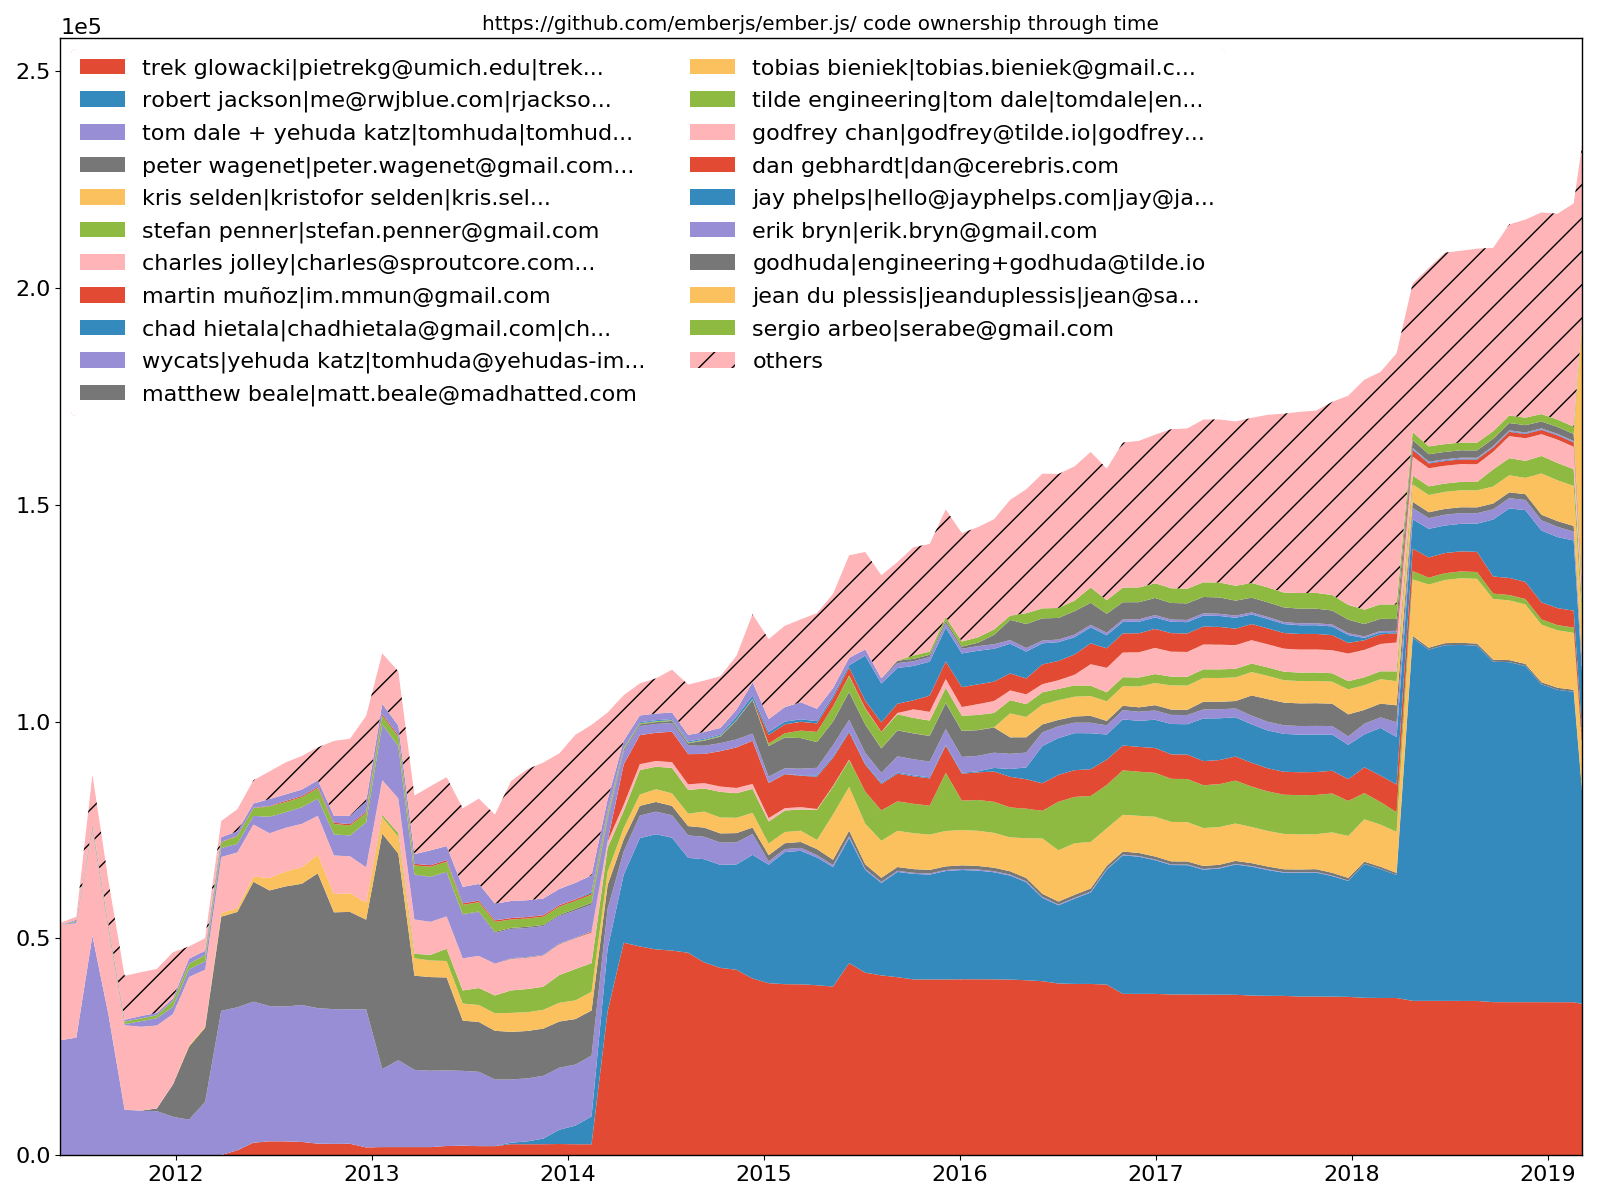 https://github.com/emberjs/ember.js/ code ownership through time
1e5
2.5
2.0
1.5
1.0
0.5
0.0
trek glowacki|pietrekg@umich.edu|trek...
robert jackson|me@rwjblue.com|rjackso...
tom dale + yehuda katz|tomhuda|tomhud...
peter wagenet|peter.wagenet@gmail.com...
kris selden|kristofor selden|kris.sel...
stefan penner|stefan.penner@gmail.com
charles jolley|charles@sproutcore.com...
martin muñoz|im.mmun@gmail.com
chad hietala|chadhietala@gmail.com|ch...
wycats|yehuda katz|tomhuda@yehudas-im...
matthew beale|matt.beale@madhatted.com
tobias bieniek|tobias.bieniek@gmail.c...
tilde engineering|tom dale|tomdale|en...
godfrey chan|godfrey@tilde.io|godfrey...
dan gebhardt|dan@cerebris.com
jay phelps|hello@jayphelps.com|jay@ja...
erik bryn|erik.bryn@gmail.com
godhuda|engineering+godhuda@tilde.io
jean du plessis|jeanduplessis|jean@sa...
sergio arbeo|serabe@gmail.com
others
2012 2013 2014 2015 2016 2017 2018 2019